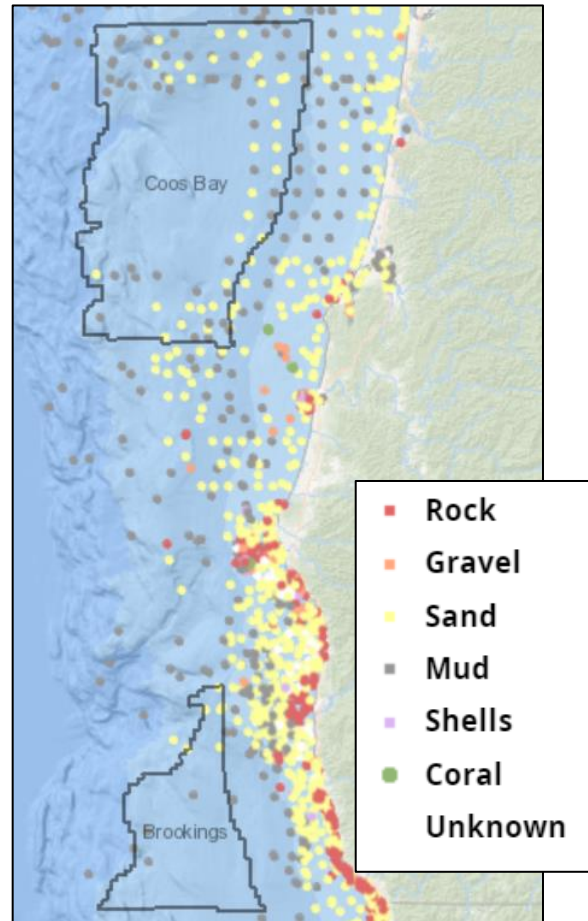 Coos Bay
Rock
Gravel
Sand
Mud
Shells
Coral
Unknown
Brookings